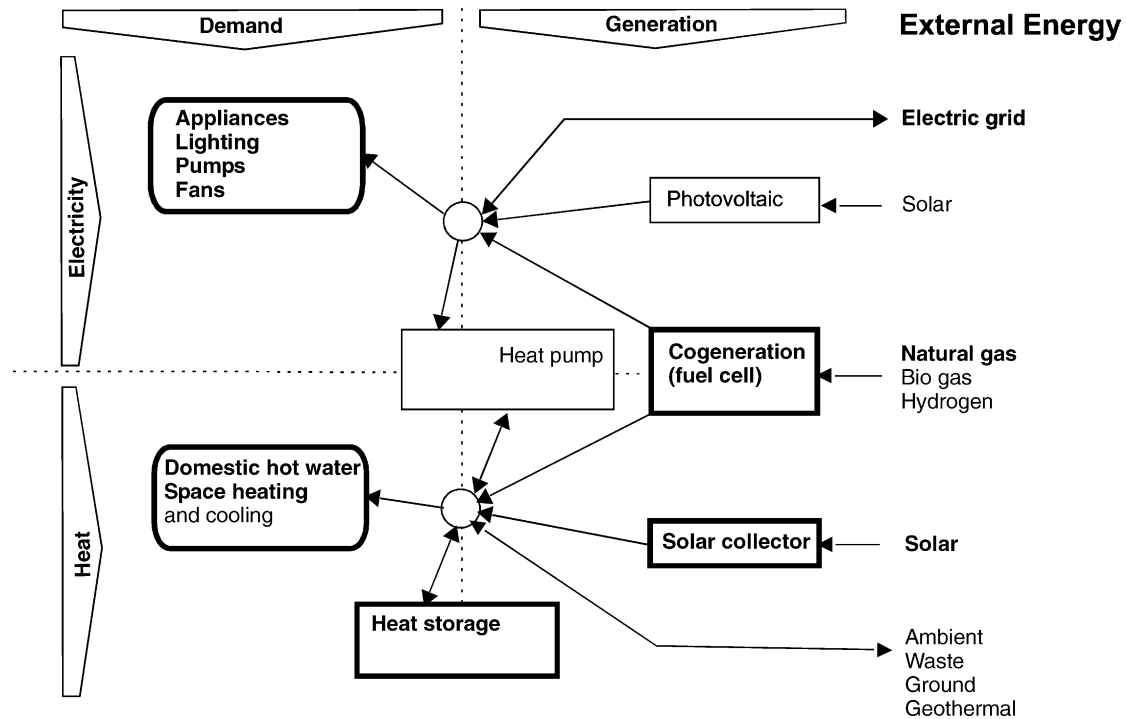 Demand
Generation
External Energy
Electricity
Appliances
Lighting
Pumps
Fans
Electric grid
Photovoltaic
Solar
Heat pump
Cogeneration
(fuel cell)
Natural gas
Bio gas
Hydrogen
Heat
Domestic hot water
Space heating
and cooling
Solar collector
Solar
Heat storage
Ambient
Waste
Ground
Geothermal